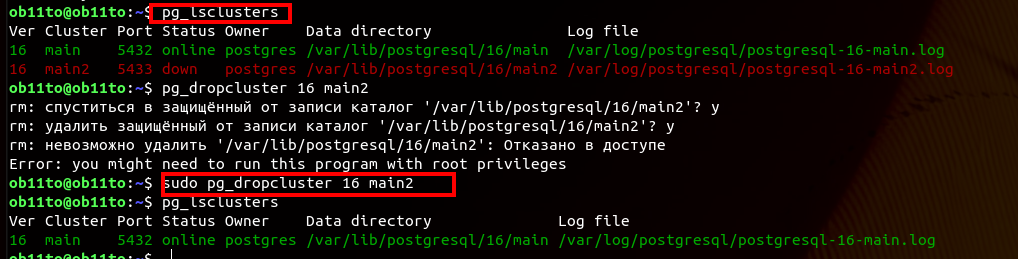 ob11to@ob11to:~$ pg_lsclusters
Ver Cluster Port Status Owner    Data directory               Log file
16  main    5432 online postgres /var/lib/postgresql/16/main  /var/log/postgresql/postgresql-16-main.log
16  main2   5433 down   postgres /var/lib/postgresql/16/main2 /var/log/postgresql/postgresql-16-main2.log
ob11to@ob11to:~$ pg_dropcluster 16 main2
rm: спуститься в защищённый от записи каталог '/var/lib/postgresql/16/main2'? y
rm: удалить защищённый от записи каталог '/var/lib/postgresql/16/main2'? y
rm: невозможно удалить '/var/lib/postgresql/16/main2': Отказано в доступе
Error: you might need to run this program with root privileges
ob11to@ob11to:~$ sudo pg_dropcluster 16 main2
ob11to@ob11to:~$ pg_lsclusters
Ver Cluster Port Status Owner    Data directory              Log file
16  main    5432 online postgres /var/lib/postgresql/16/main /var/log/postgresql/postgresql-16-main.log
ob11to@ob11to:~$